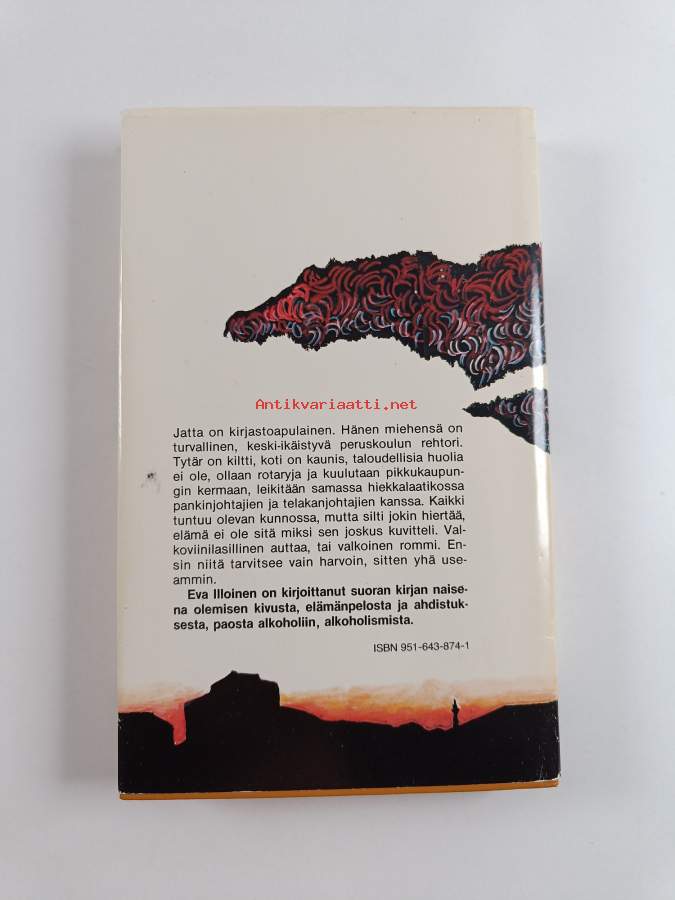 Antikvariaatti.net
Jatta on kirjastoapulainen. Hänen miehensä on
turvallinen, keski-ikäistyvä peruskoulun rehtori.
Tytär on kiltti, koti on kaunis, taloudellisia huolia
ei ole, ollaan rotaryja ja kuulutaan pikkukaupun-
gin kermaan, leikitään samassa hiekkalaatikossa
pankinjohtajien ja telakanjohtajien kanssa. Kaikki
tuntuu olevan kunnossa, mutta silti jokin hiertää,
elämä ei ole sitä miksi sen joskus kuvitteli. Val-
koviinilasillinen auttaa, tai valkoinen rommi. En-
sin niitä tarvitsee vain harvoin, sitten yhä use-
ammin.
Eva Illoinen on kirjoittanut suoran kirjan naise-
na olemisen kivusta, elämänpelosta ja ahdistuk-
sesta, paosta alkoholiin, alkoholismista.
ISBN 951-643-874-1